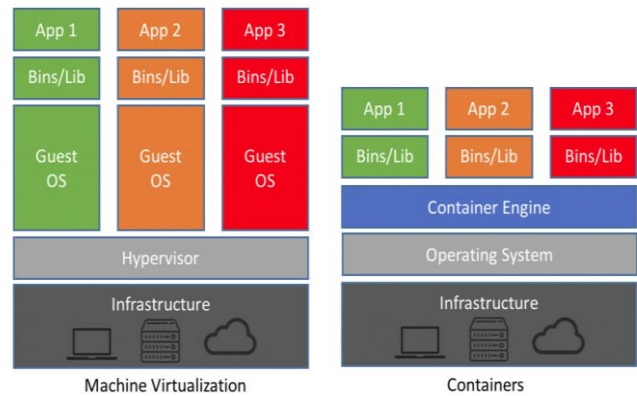 App 1
App 2
App 3
Bins/Lib
Bins/Lib
Bins/Lib
Guest
OS
Guest
OS
Guest
OS
Hypervisor
Infrastructure
Machine Virtualization
App 1
App 2
App 3
Bins/Lib
Bins/Lib
Bins/Lib
Container Engine
Operating System
Infrastructure
Containers